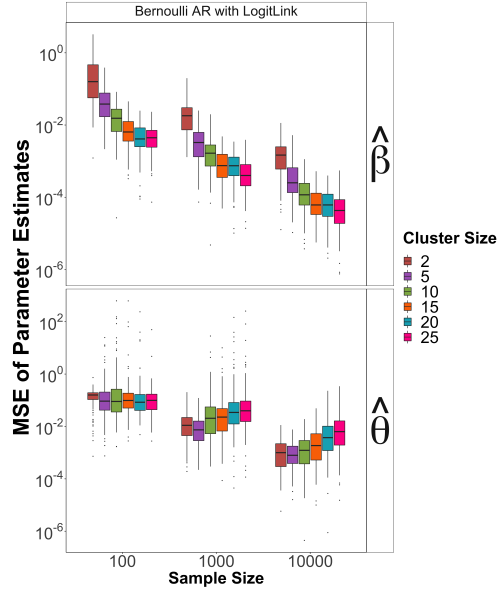 Bernoulli AR with LogitLink
MSE of Parameter Estimates
10^0
10^-2
10^-4
10^-6
β̂
10^2
10^0
10^-2
10^-4
10^-6
θ̂
100 1000 10000
Sample Size
Cluster Size
2
5
10
15
20
25